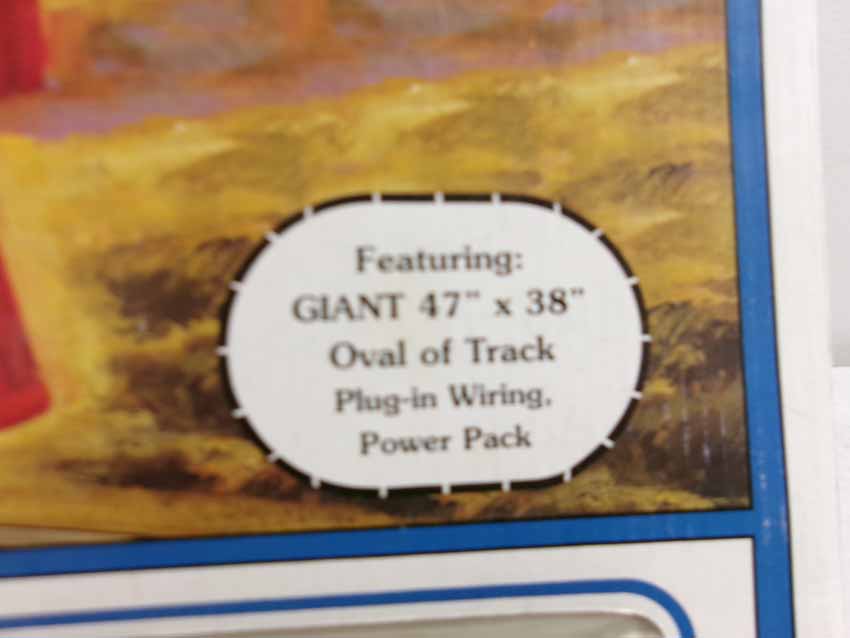 Featuring:
GIANT 47" x 38"
Oval of Track
Plug-in Wiring,
Power Pack